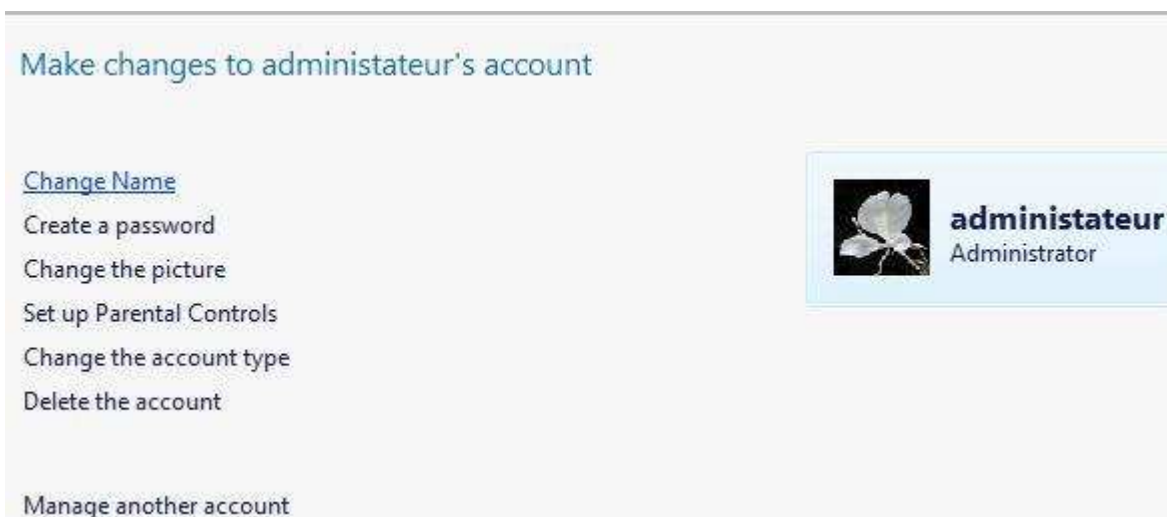 Make changes to administateur's account
Change Name
Create a password
Change the picture
Set up Parental Controls
Change the account type
Delete the account
Manage another account
administateur
Administrator